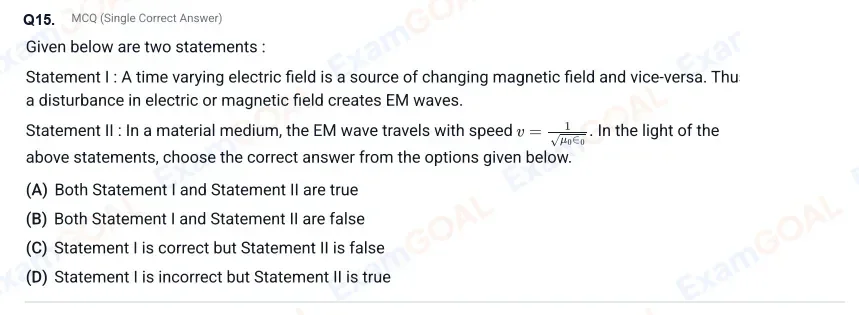 Q15. MCQ (Single Correct Answer)
Given below are two statements :
Statement I : A time varying electric field is a source of changing magnetic field and vice-versa. Thu
a disturbance in electric or magnetic field creates EM waves.
Statement II : In a material medium, the EM wave travels with speed v = 1/√μ₀∈₀. In the light of the
above statements, choose the correct answer from the options given below.
(A) Both Statement I and Statement II are true
(B) Both Statement I and Statement II are false
(C) Statement I is correct but Statement II is false
(D) Statement I is incorrect but Statement II is true
ExamGOAL
ExamGOAL
ExamGOAL
ExamGOAL